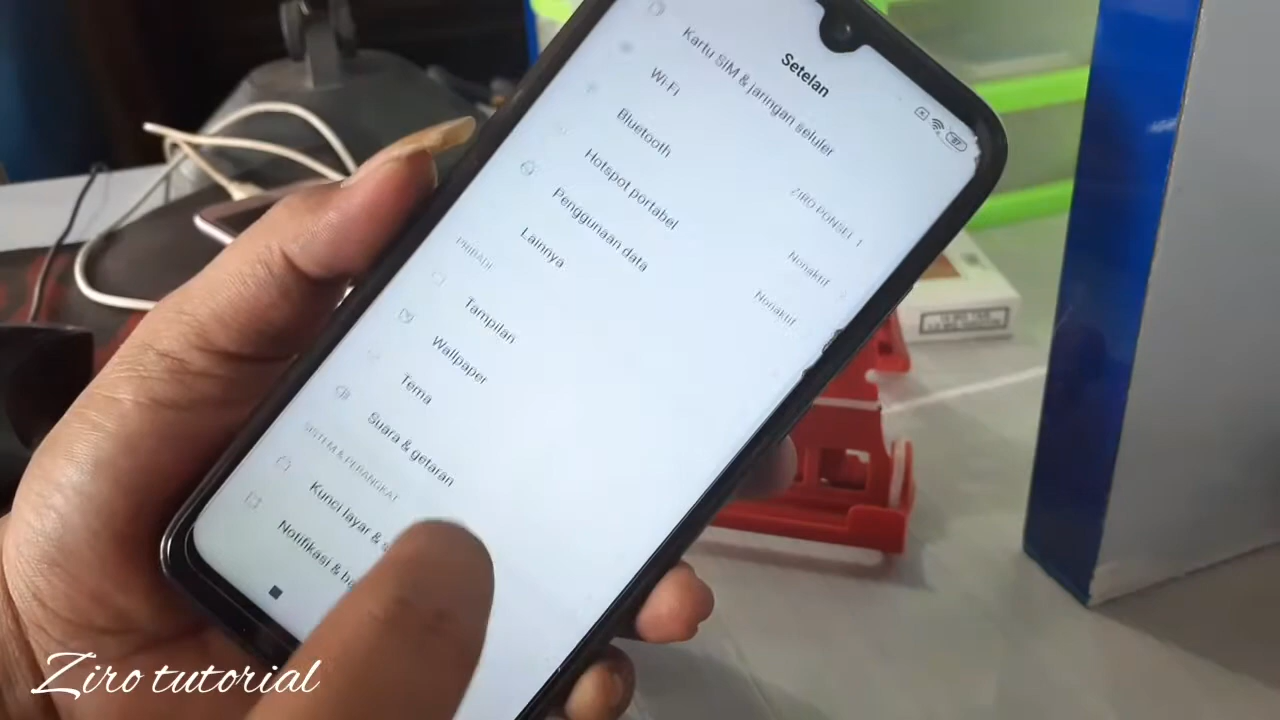 Setelan
Kartu SIM & jaringan seluler
Wi-Fi
ZIRO PONSEL 1
Bluetooth
Nonaktif
Hotspot portabel
Nonaktif
Penggunaan data
Lainnya
PRIBADI
Tampilan
Wallpaper
Tema
Suara & getaran
SISTEM & PERANGKAT
Kunci layar & s
Notifikasi & ba
Ziro tutorial